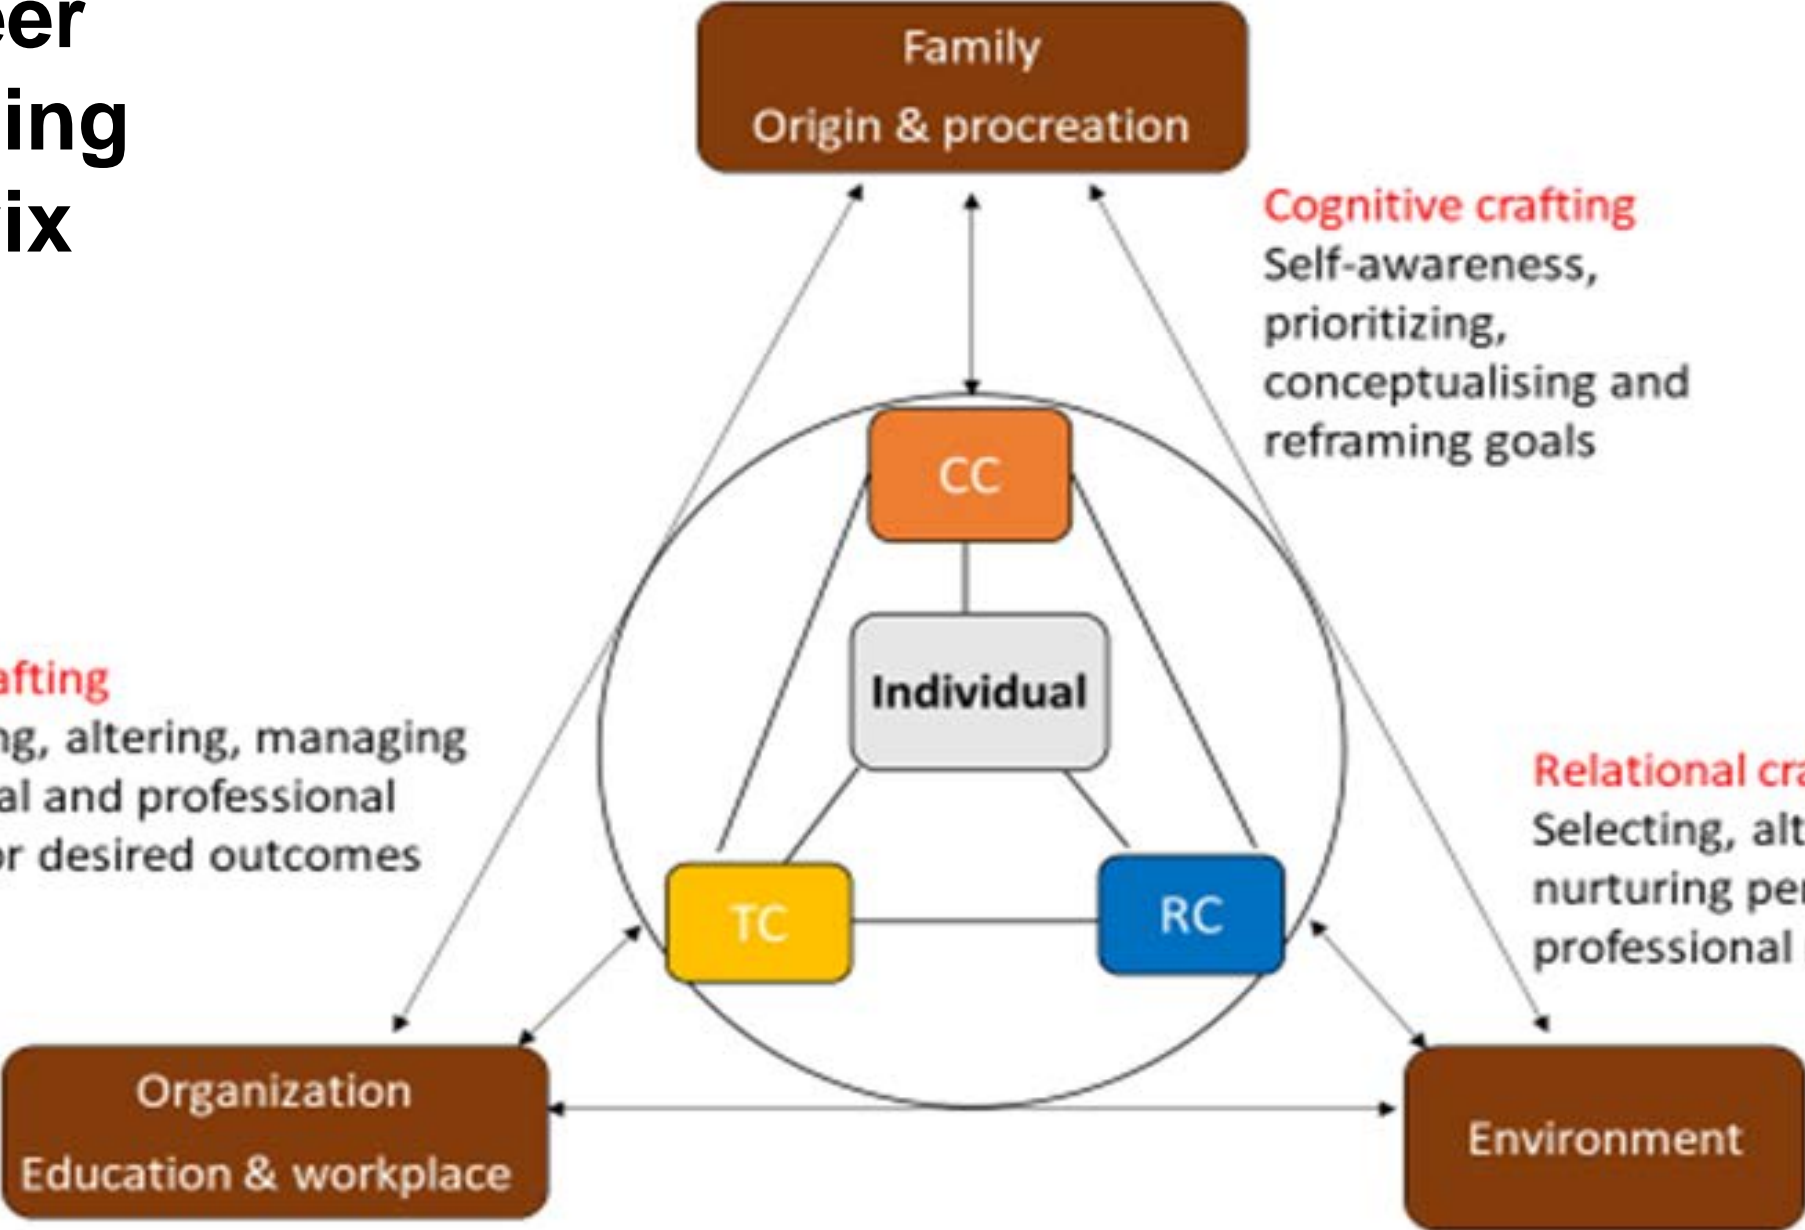 eer
ing
ix
Family
Origin & procreation
Cognitive crafting
Self-awareness,
prioritizing,
conceptualising and
reframing goals
CC
Individual
TC
RC
afting
ng, altering, managing
al and professional
or desired outcomes
Relational cra
Selecting, alt
nurturing per
professional
Organization
Education & workplace
Environment